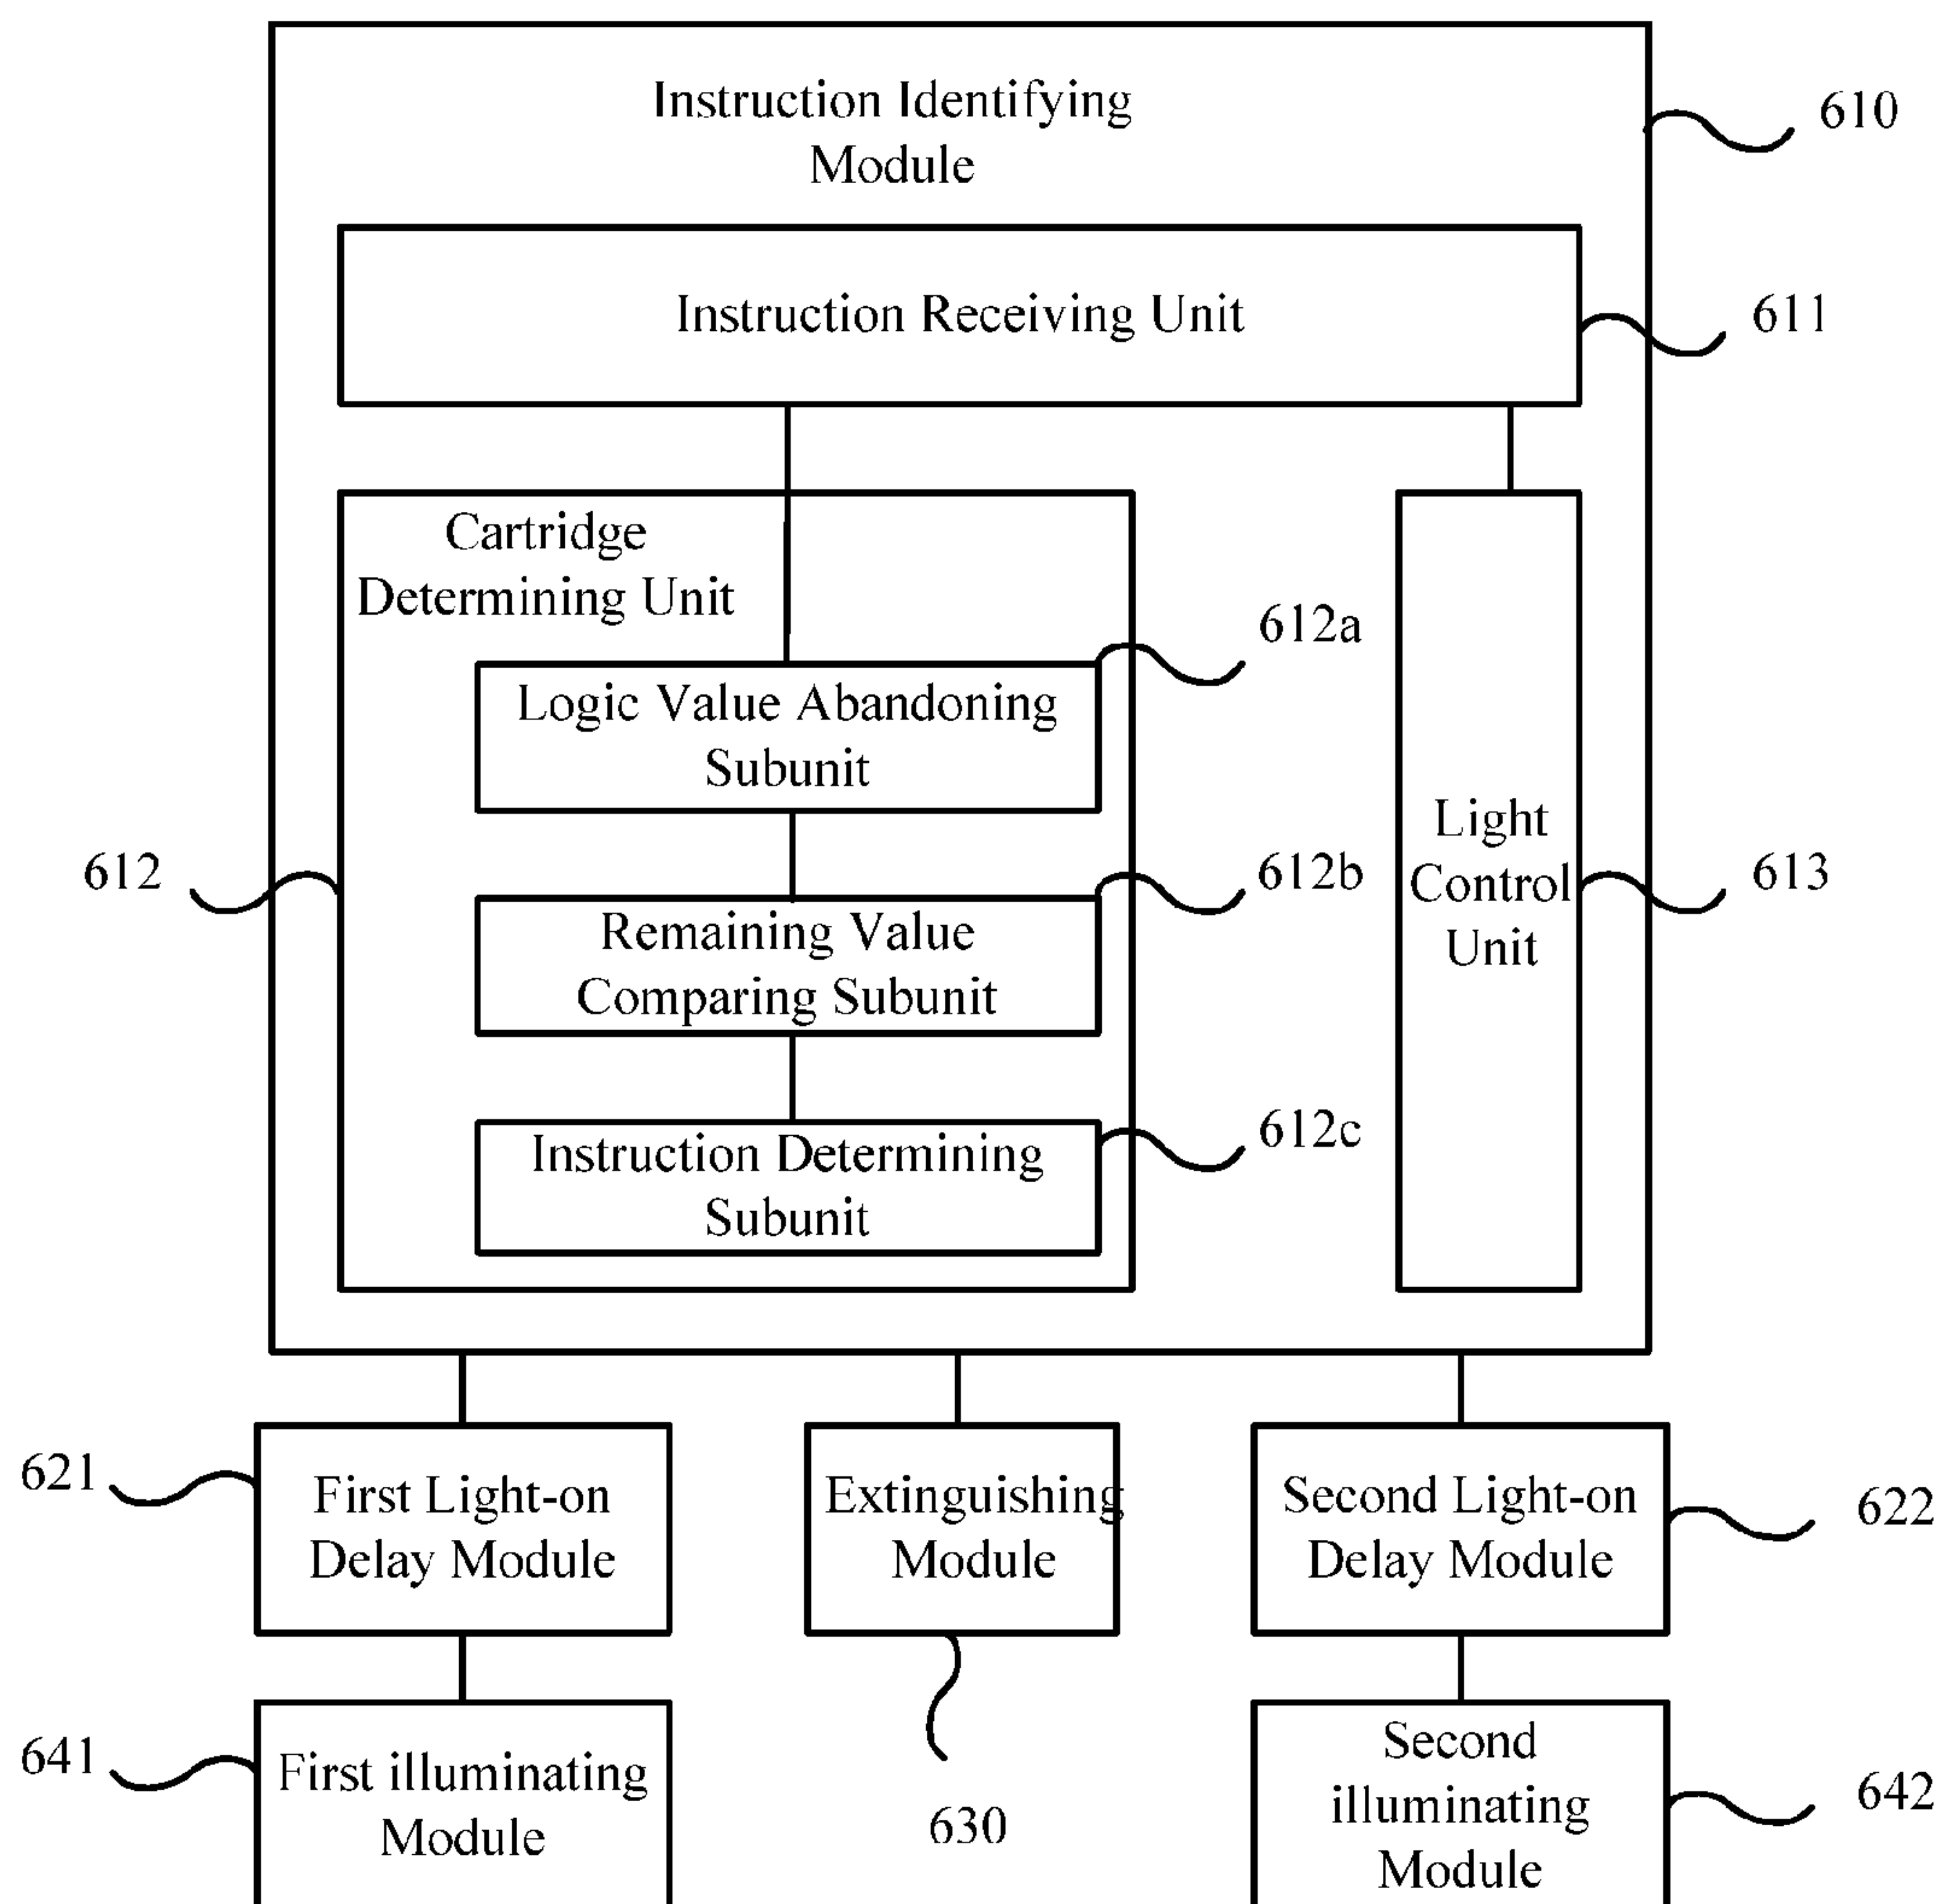 Instruction Identifying
Module
610
Instruction Receiving Unit
611
Cartridge
Determining Unit
612a
Logic Value Abandoning
Subunit
Light
Control
Unit
612
612b
613
Remaining Value
Comparing Subunit
612c
Instruction Determining
Subunit
621
First Light-on
Delay Module
Extinguishing
Module
Second Light-on
Delay Module
622
641
First illuminating
Module
630
Second
illuminating
Module
642